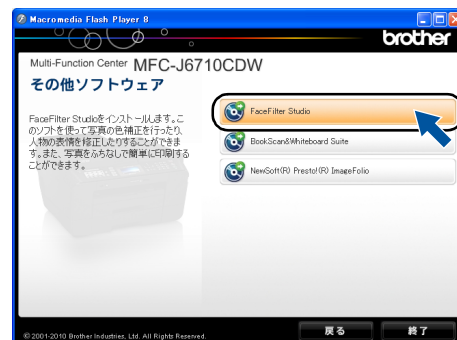 Macromedia Flash Player 8
brother
Multi-Function Center MFC-J6710CDW
その他ソフトウェア
FaceFilter Studioをインストールします。こ
のソフトを使って写真の色補正を行ったり、
人物の表情を修正したりすることができま
す。また、写真をふちなしで簡単に印刷する
ことができます。
FaceFilter Studio
BookScan&Whiteboard Suite
NewSoft(R) Presto!(R) ImageFolio
© 2001-2010 Brother Industries, Ltd. All Rights Reserved.
戻る
終了